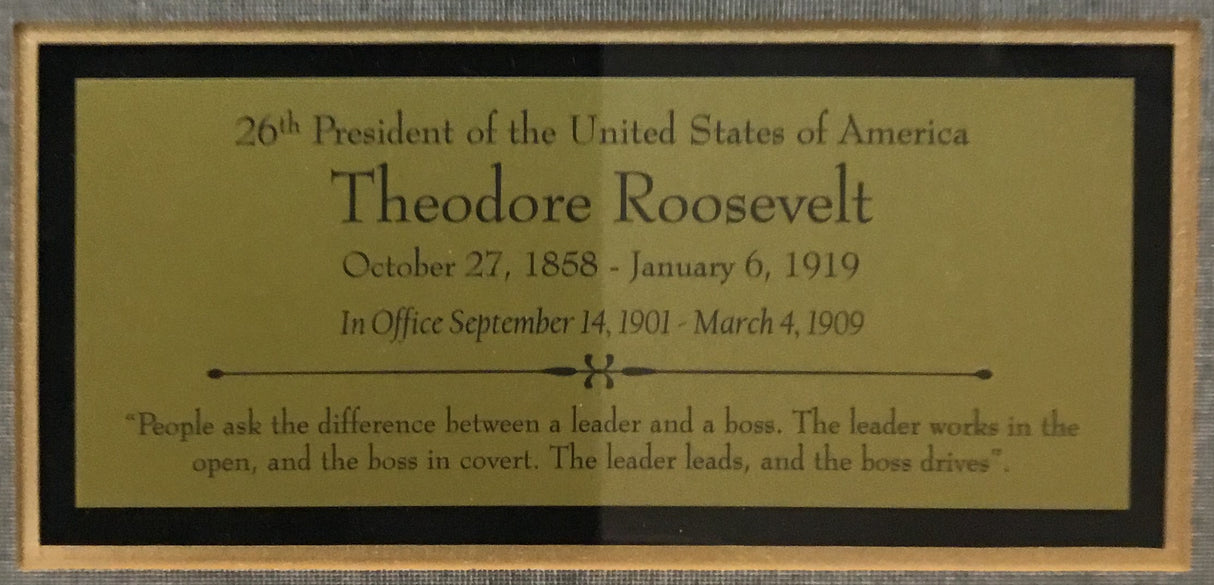 26th President of the United States of America
Theodore Roosevelt
October 27, 1858 - January 6, 1919
In Office September 14, 1901 - March 4, 1909
“People ask the difference between a leader and a boss. The leader works in the
open, and the boss in covert. The leader leads, and the boss drives”.